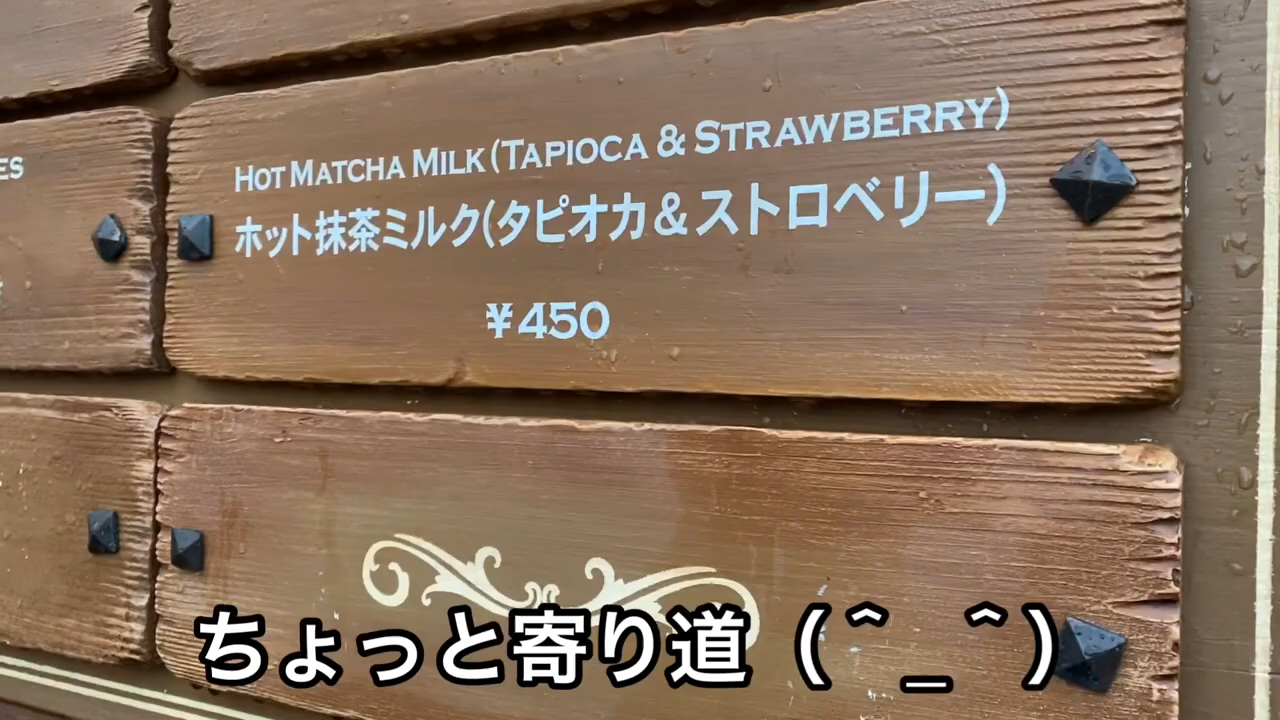 ES
HOT MATCHA MILK (TAPIOCA & STRAWBERRY)
ホット抹茶ミルク(タピオカ&ストロベリー)
¥450
ちょっと寄り道（＾_＾）